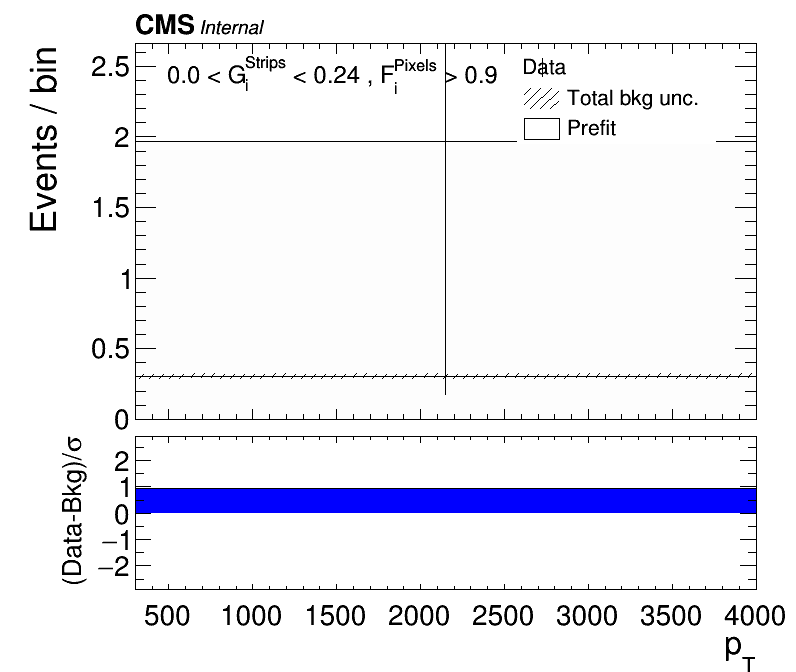 CMS Internal
Events / bin
0.0 < G_i^Strips < 0.24 , F_i^Pixels > 0.9
Data
Total bkg unc.
Prefit
2.5
2
1.5
1
0.5
0
(Data-Bkg)/σ
2
1
0
−1
−2
500 1000 1500 2000 2500 3000 3500 4000
p_T